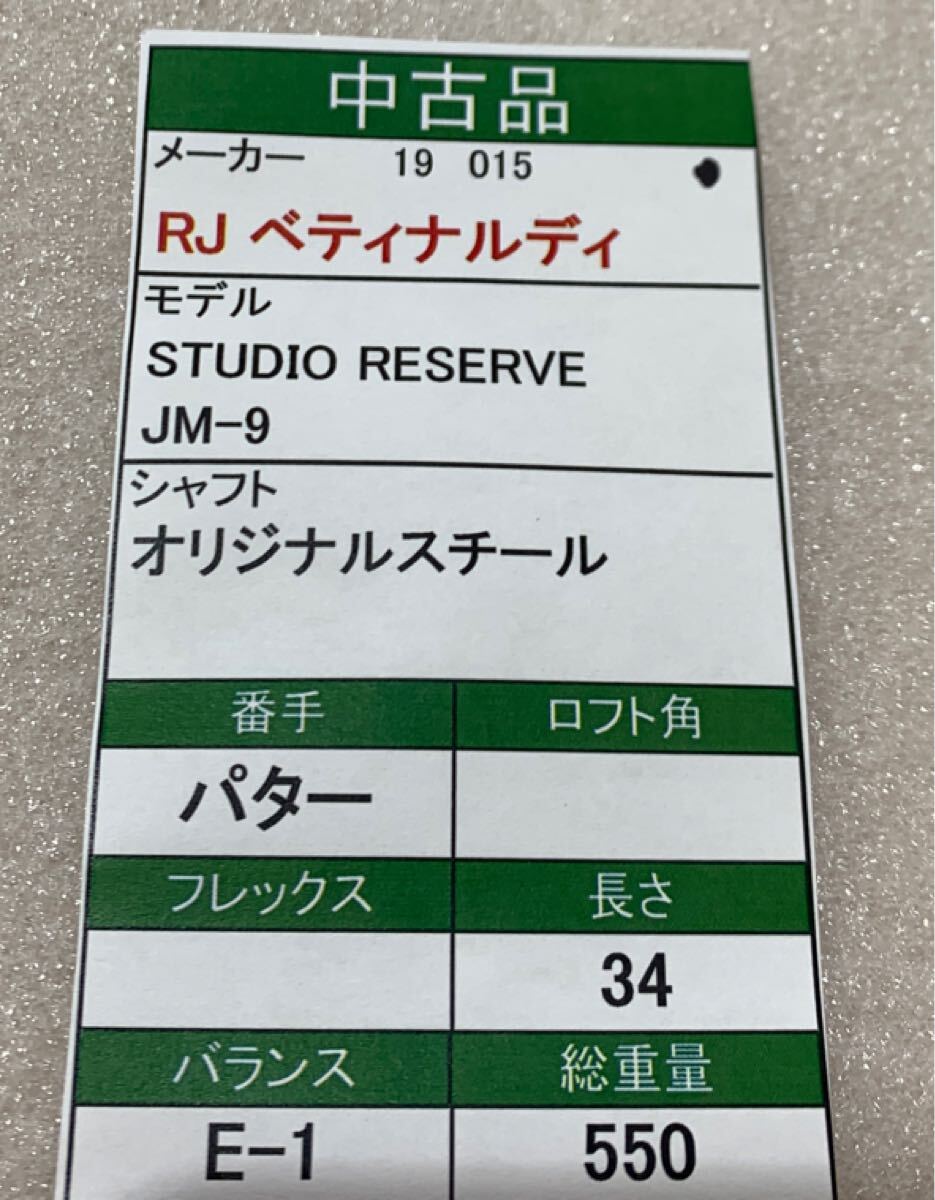 中古品
メーカー 19 015
RJ ベティナルディ
モデル
STUDIO RESERVE
JM-9
シャフト
オリジナルスチール
番手 ロフト角
パター
フレックス 長さ
34
バランス 総重量
E-1 550